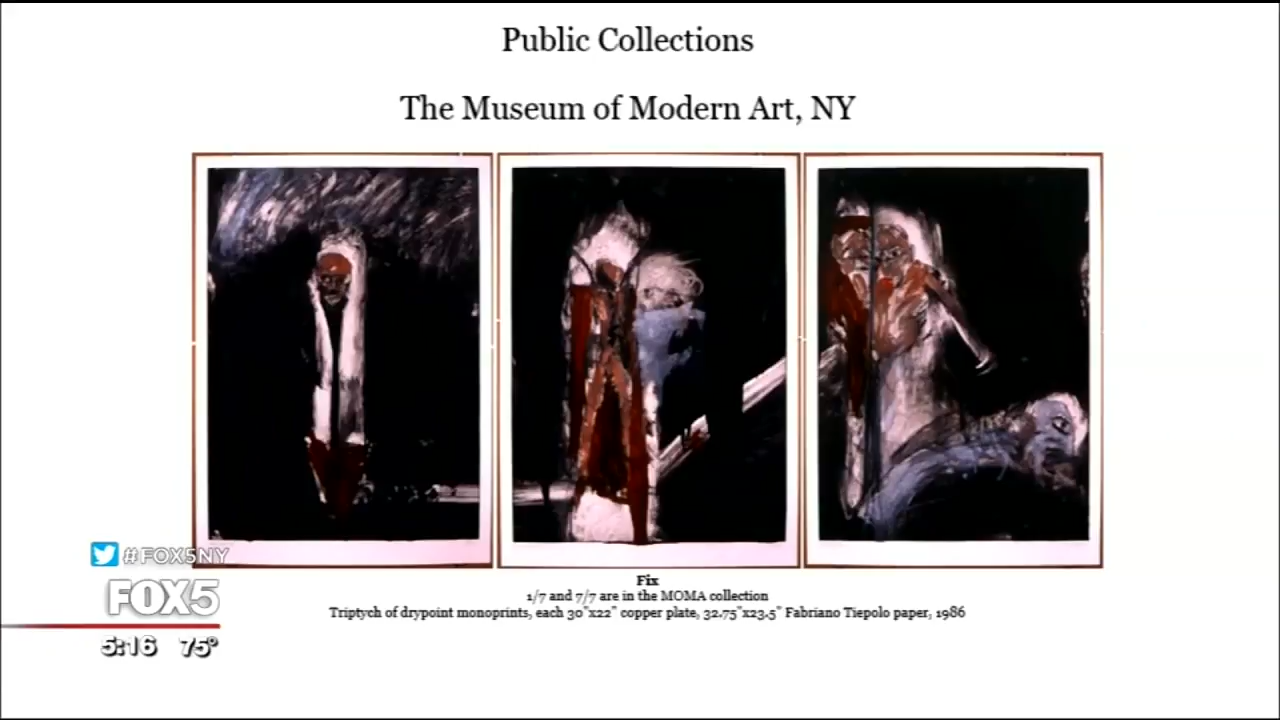 Public Collections
The Museum of Modern Art, NY
Fix
1/7 and 7/7 are in the MOMA collection
Triptych of drypoint monoprints, each 30"x22" copper plate, 32.75"x23.5" Fabriano Tiepolo paper, 1986
#FOX5NY
FOX5
5:16 75°